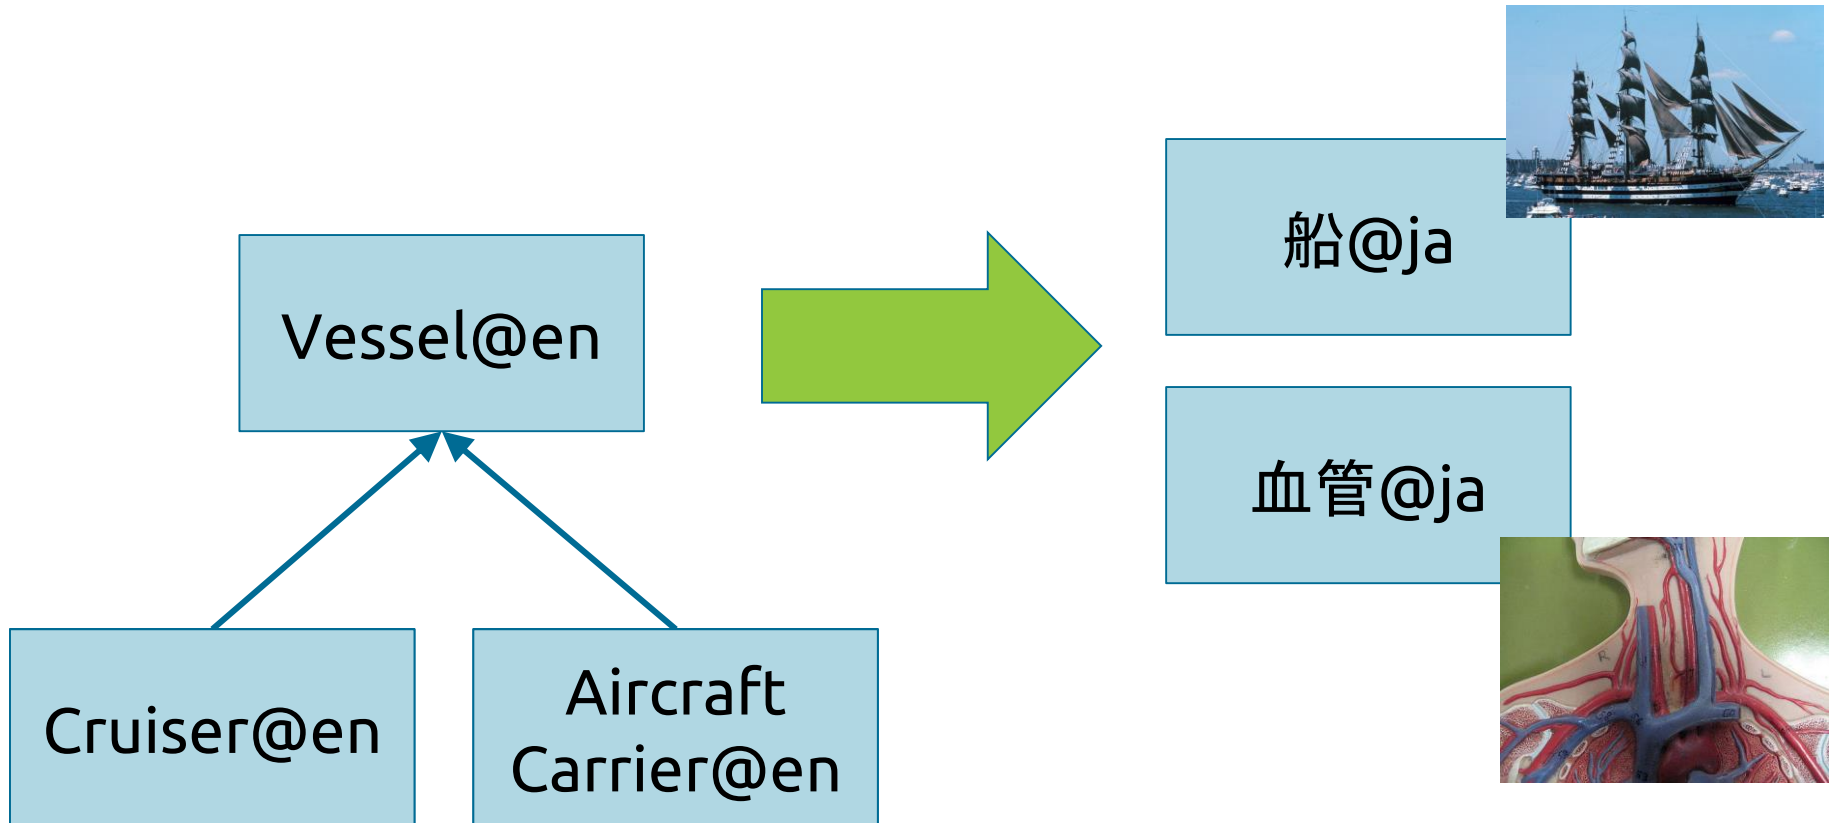 Vessel@en
Cruiser@en
Aircraft
Carrier@en
船@ja
血管@ja